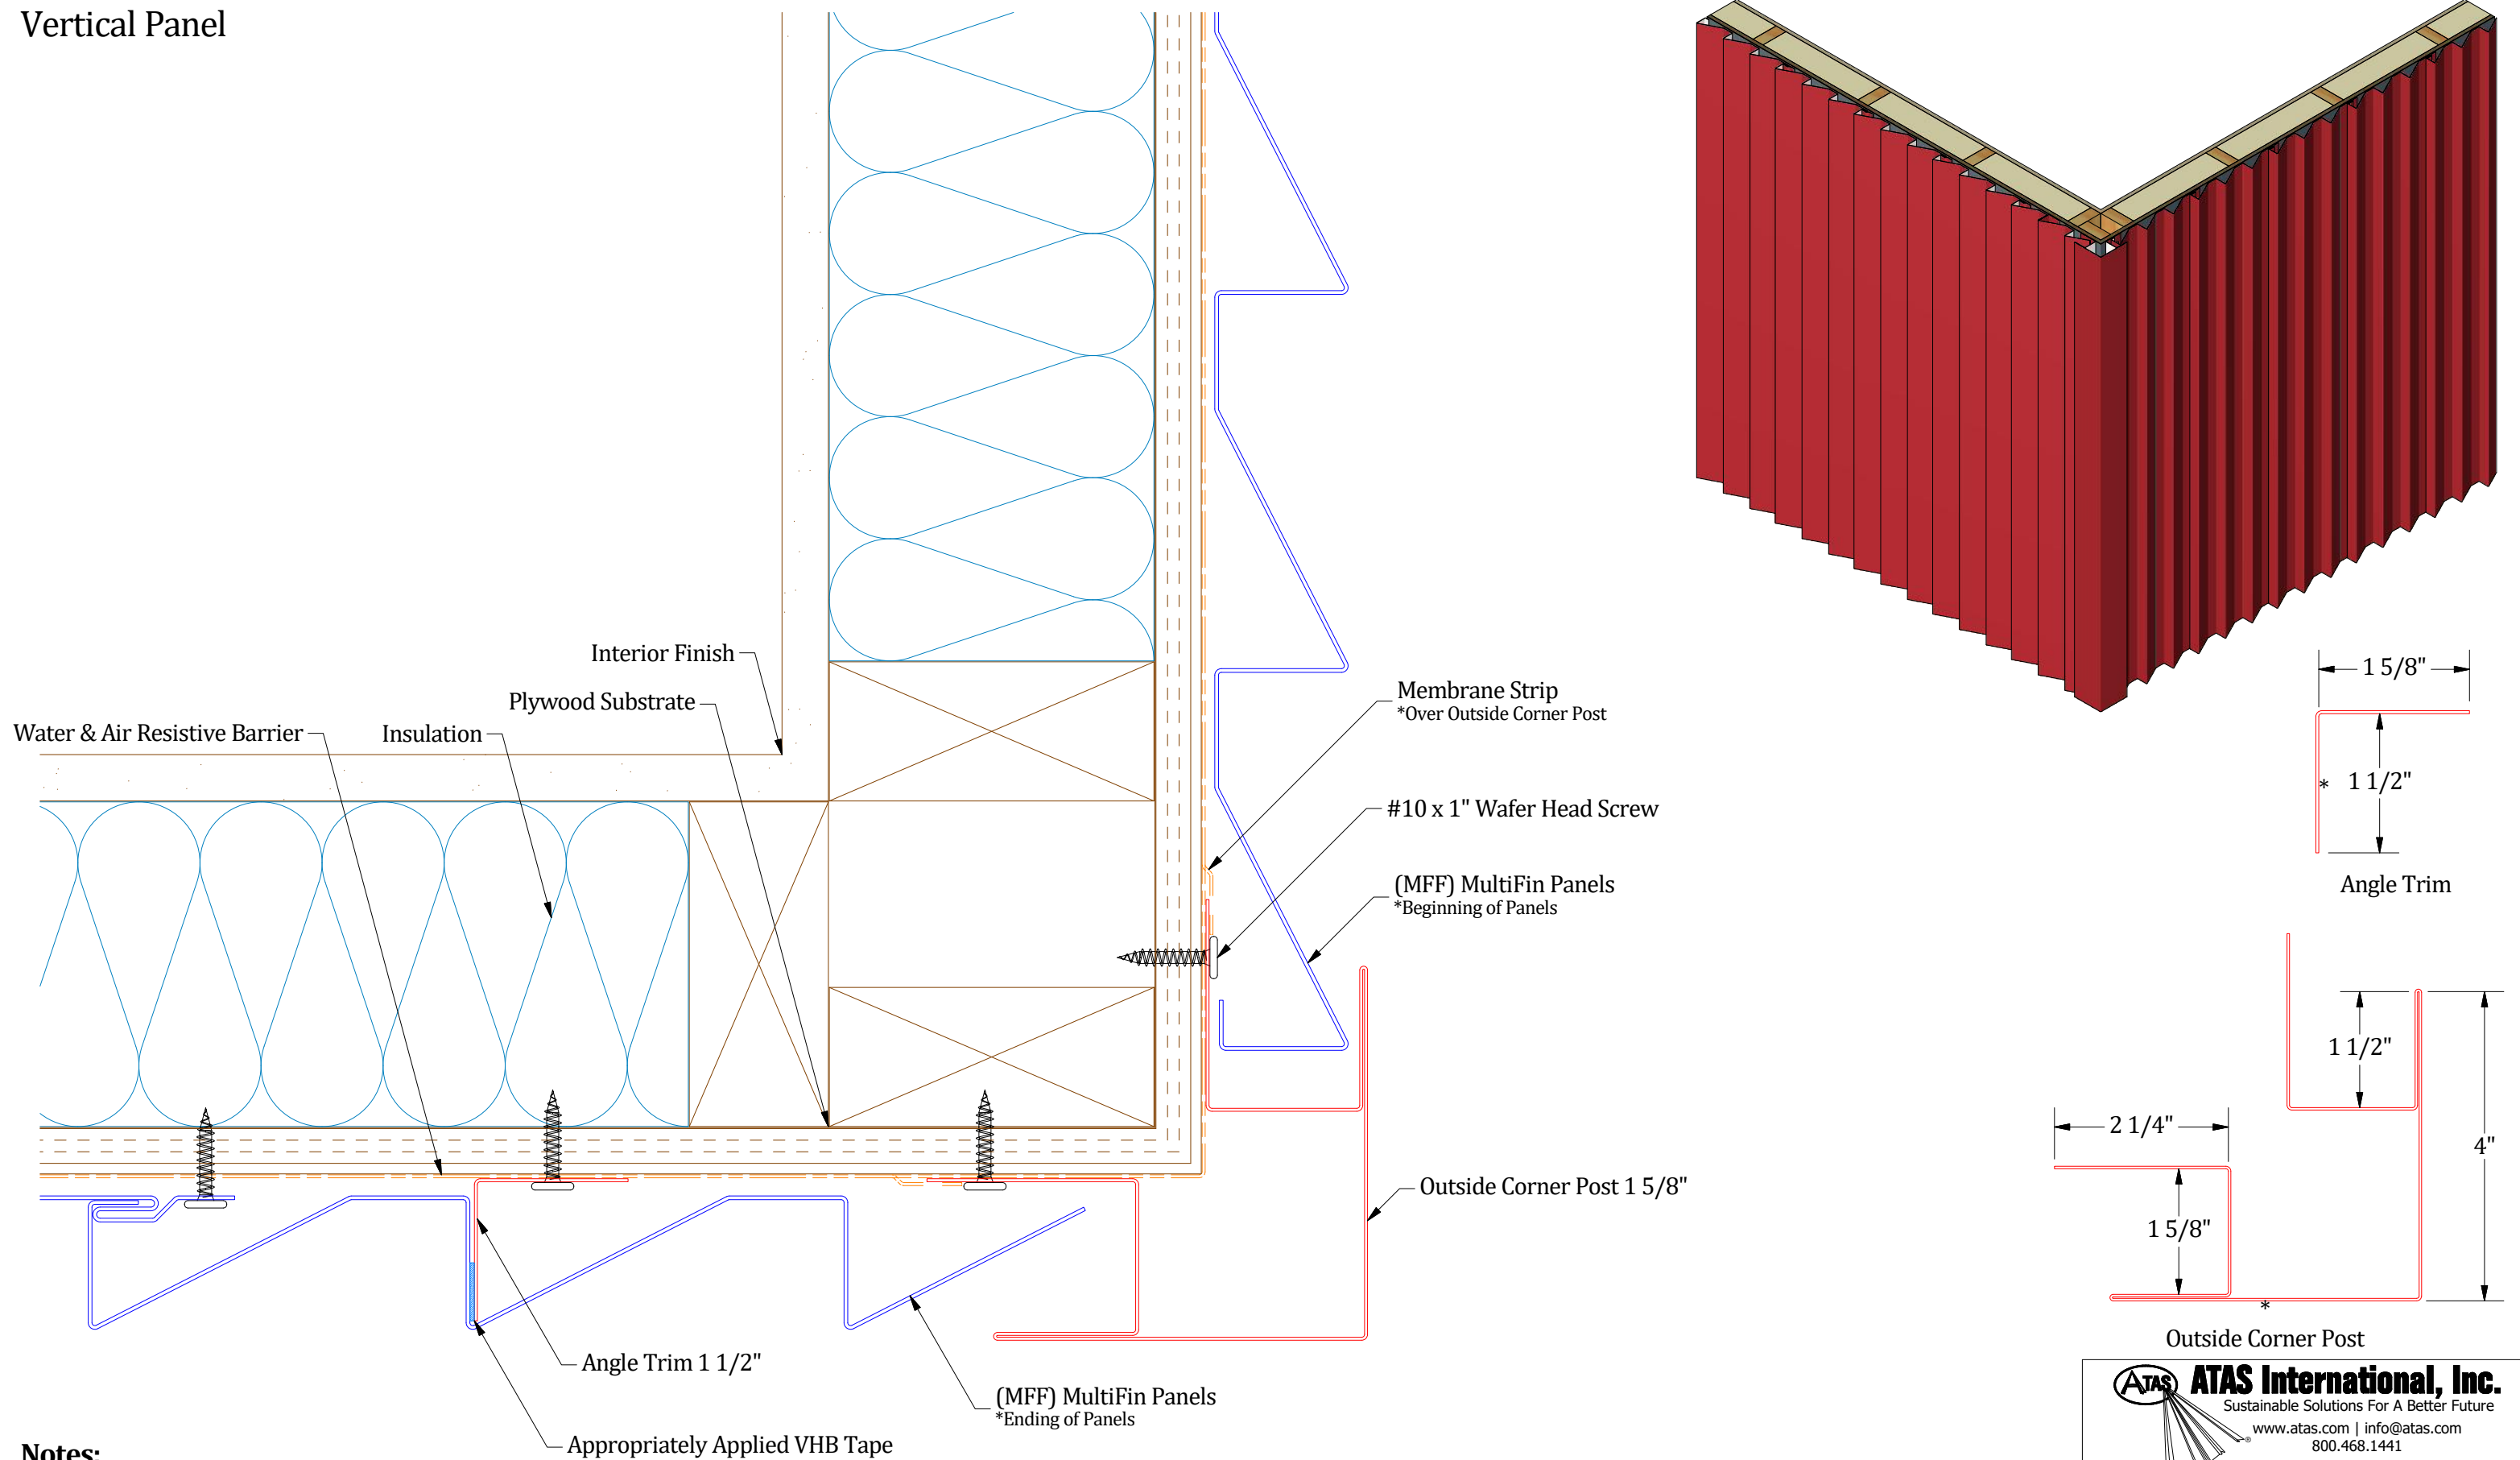 Vertical Panel
Interior Finish
Plywood Substrate
Water & Air Resistive Barrier
Insulation
Membrane Strip
*Over Outside Corner Post
#10 x 1" Wafer Head Screw
(MFF) MultiFin Panels
*Beginning of Panels
Outside Corner Post 1 5/8"
Angle Trim 1 1/2"
(MFF) MultiFin Panels
*Ending of Panels
Appropriately Applied VHB Tape
Notes:
1 5/8"
* 1 1/2"
Angle Trim
1 1/2"
2 1/4"
4"
1 5/8"
*
Outside Corner Post
ATAS ATAS International, Inc.
Sustainable Solutions For A Better Future
www.atas.com | info@atas.com
® 800.468.1441